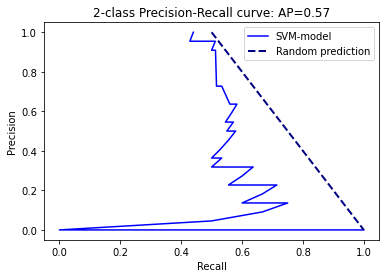 2-class Precision-Recall curve: AP=0.57
SVM-model
Random prediction
Precision
1.0
0.8
0.6
0.4
0.2
0.0
0.0 0.2 0.4 0.6 0.8 1.0
Recall